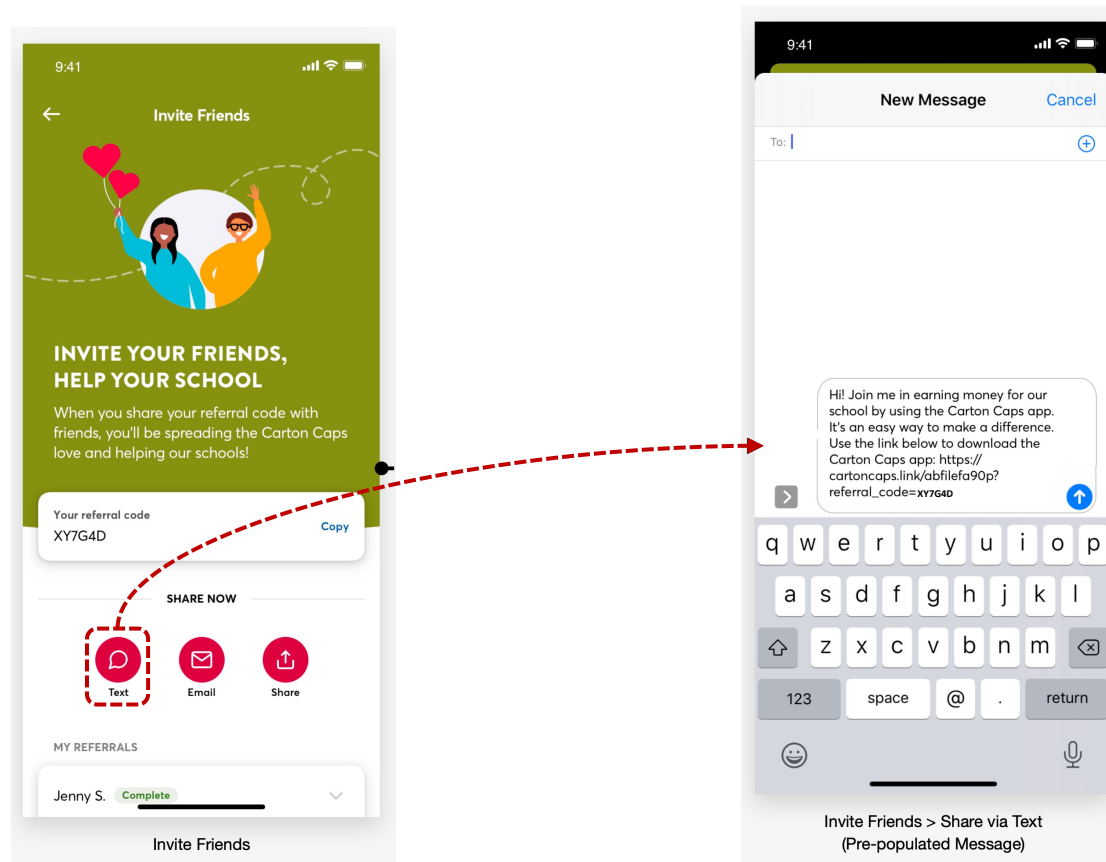 9:41
Invite Friends
INVITE YOUR FRIENDS,
HELP YOUR SCHOOL
When you share your referral code with
friends, you'll be spreading the Carton Caps
love and helping our schools!
Your referral code
XY7G4D
Copy
SHARE NOW
Text
Email
Share
MY REFERRALS
Jenny S.
Complete
Invite Friends
9:41
New Message
Cancel
To:
Hi! Join me in earning money for our
school by using the Carton Caps app.
It's an easy way to make a difference.
Use the link below to download the
Carton Caps app: https://
cartoncaps.link/abfilefa90p?
referral_code=XY7G4D
q w e r t y u i o p
a s d f g h j k l
z x c v b n m
123 space @ . return
Invite Friends > Share via Text
(Pre-populated Message)